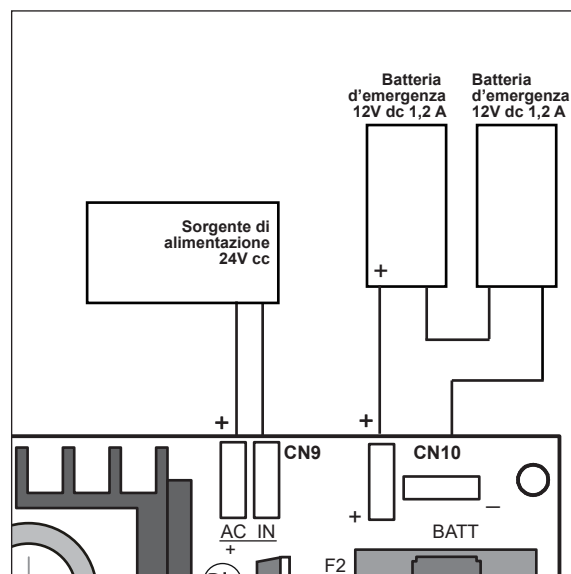 Batteria
d'emergenza
12V dc 1,2 A
Batteria
d'emergenza
12V dc 1,2 A
Sorgente di
alimentazione
24V cc
+
+
+
CN9
CN10
AC IN
+
+
–
BATT
F2